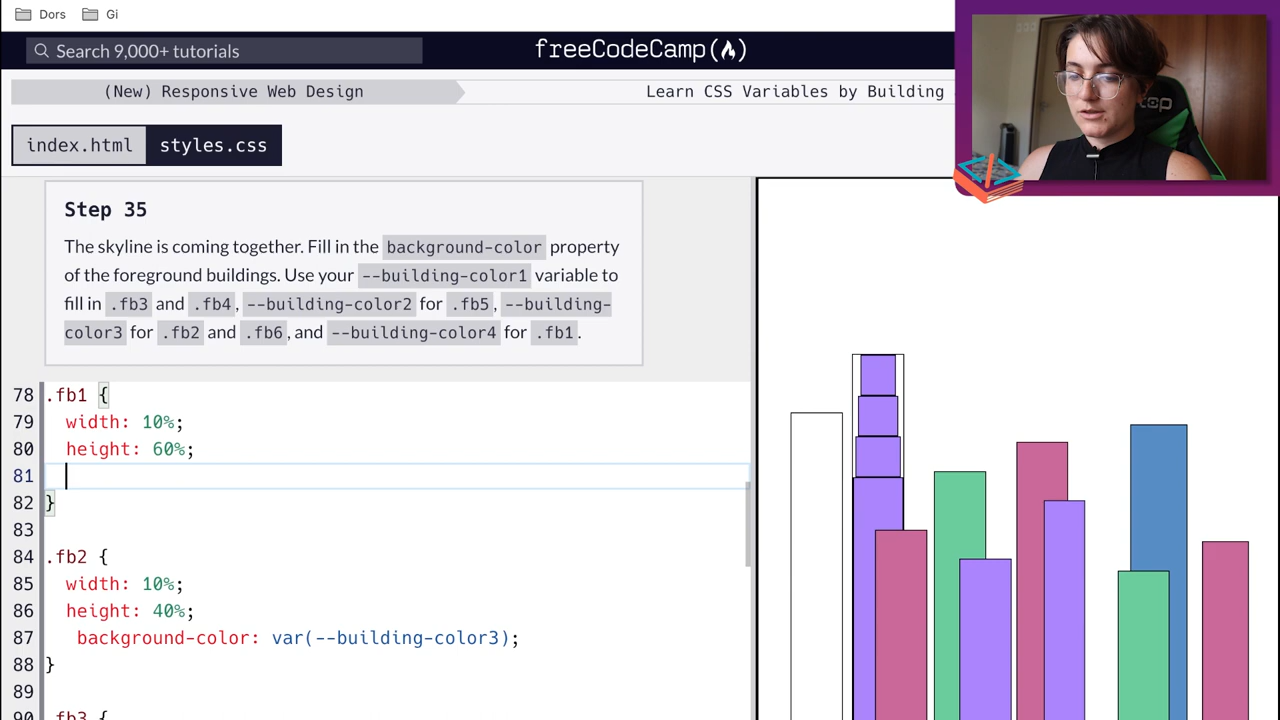 Dors Gi
Search 9,000+ tutorials
freeCodeCamp(🔥)
(New) Responsive Web Design
Learn CSS Variables by Building
index.html styles.css
Step 35
The skyline is coming together. Fill in the background-color property
of the foreground buildings. Use your --building-color1 variable to
fill in .fb3 and .fb4, --building-color2 for .fb5, --building-
color3 for .fb2 and .fb6, and --building-color4 for .fb1.
78 .fb1 {
79 width: 10%;
80 height: 60%;
81
82 }
83
84 .fb2 {
85 width: 10%;
86 height: 40%;
87 background-color: var(--building-color3);
88 }
89
90 .fb3 {